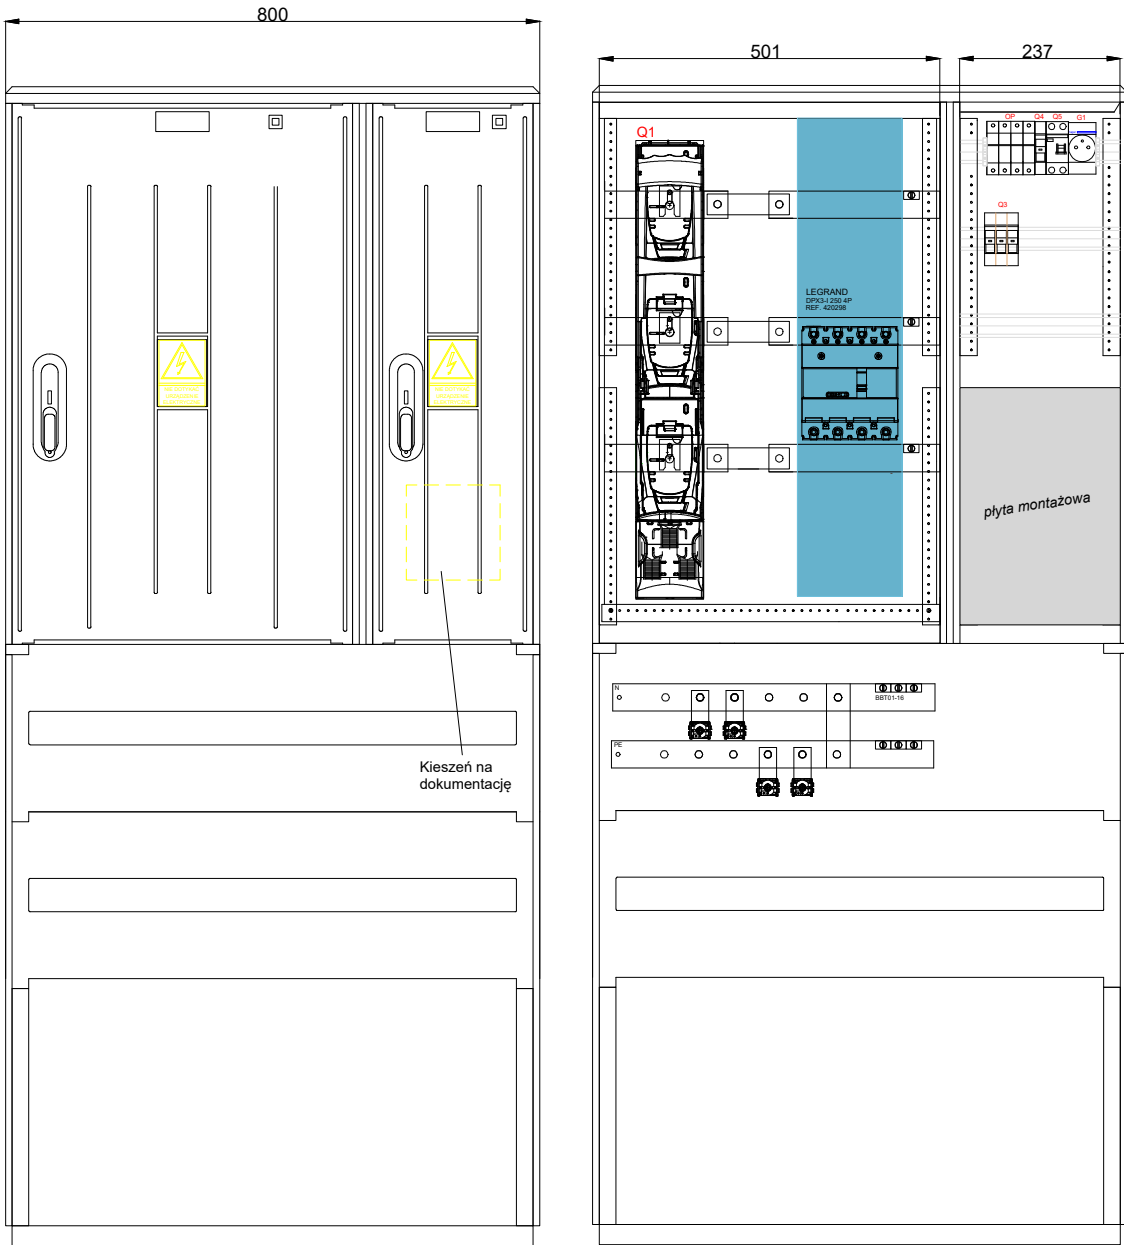 800
501
237
Q1
OP
Q4
Q5
G1
Q3
LEGRAND
DPX3-I 250 4P
REF. 420298
płyta montażowa
N
BBT01-16
PE
Kieszeń na
dokumentację